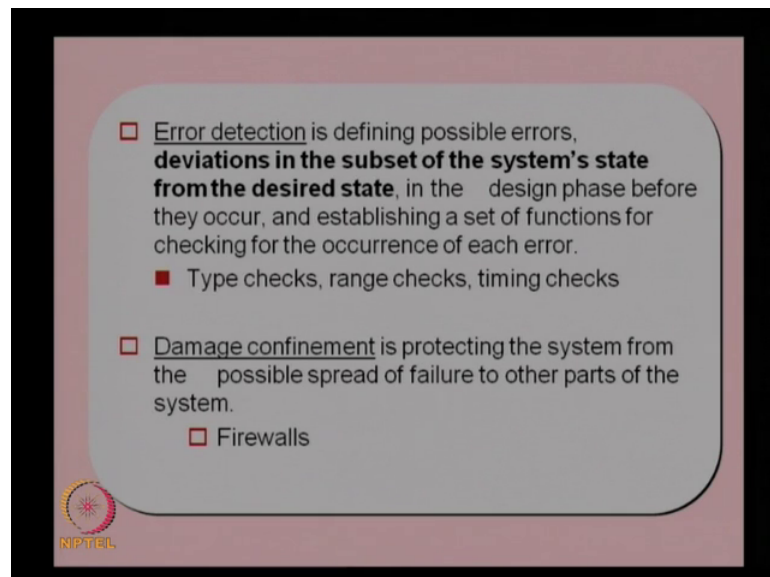 Error detection is defining possible errors,
deviations in the subset of the system's state
from the desired state, in the design phase before
they occur, and establishing a set of functions for
checking for the occurrence of each error.
Type checks, range checks, timing checks
Damage confinement is protecting the system from
the possible spread of failure to other parts of the
system.
Firewalls
NPTEL